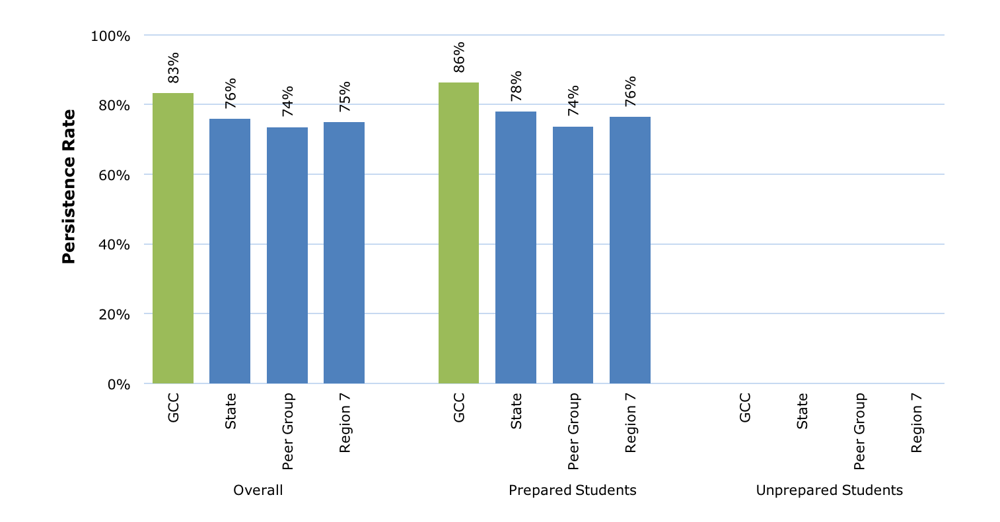 Persistence Rate
100%
80%
60%
40%
20%
0%
83%
76%
74%
75%
86%
78%
74%
76%
GCC
State
Peer Group
Region 7
GCC
State
Peer Group
Region 7
GCC
State
Peer Group
Region 7
Overall
Prepared Students
Unprepared Students